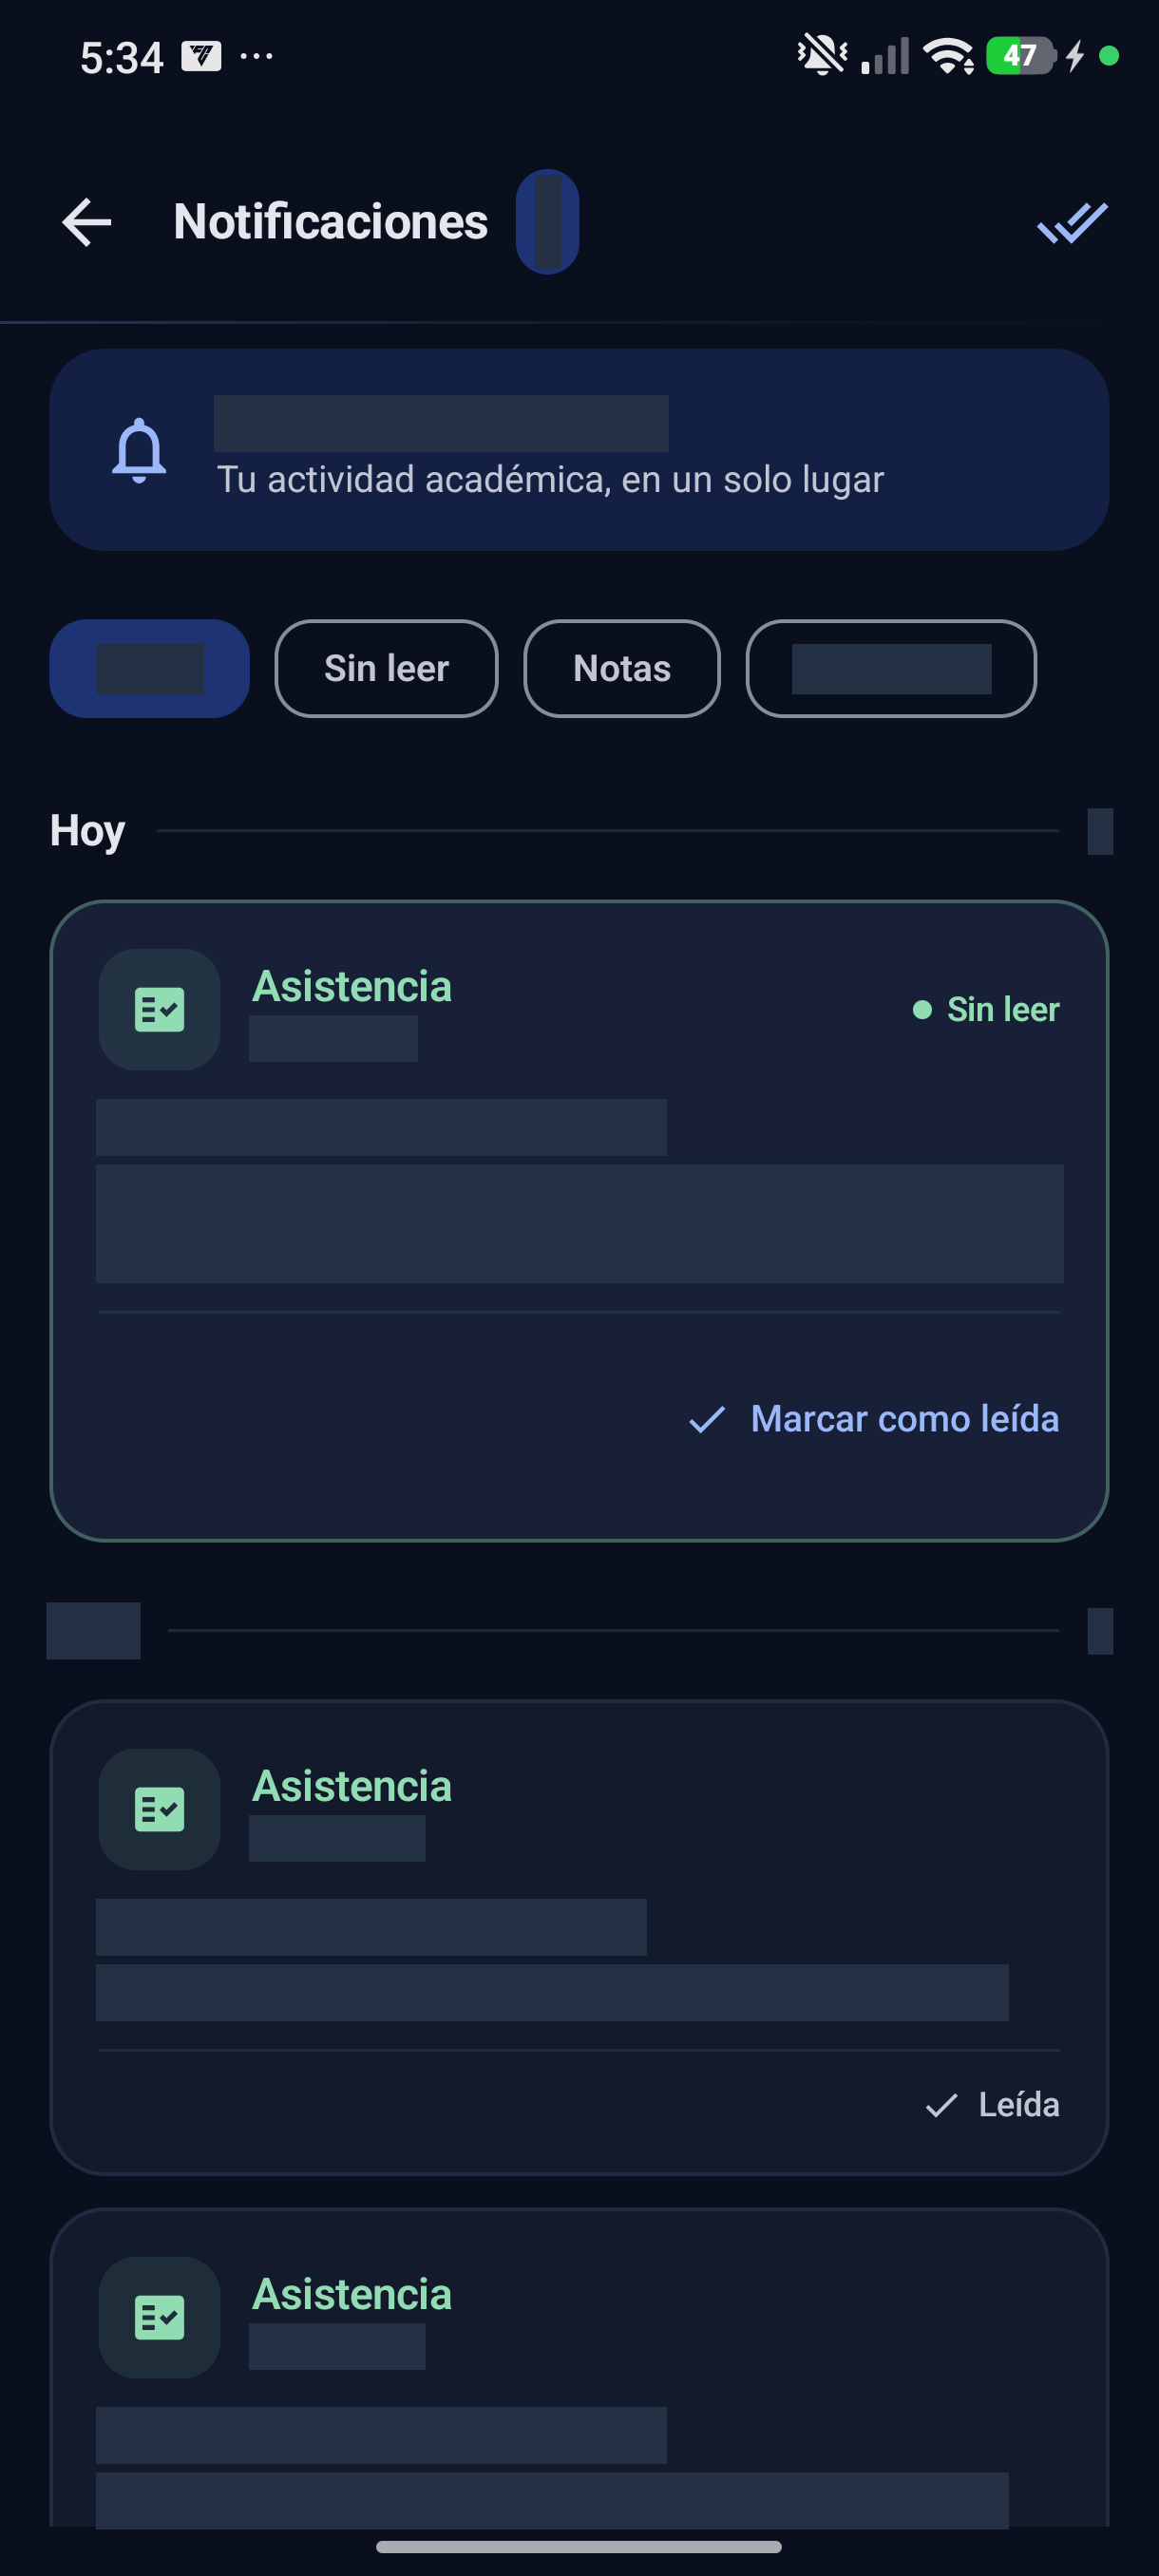 5:34
47
Notificaciones
Tu actividad académica, en un solo lugar
Sin leer
Notas
Hoy
Asistencia
Sin leer
Marcar como leída
Asistencia
Leída
Asistencia